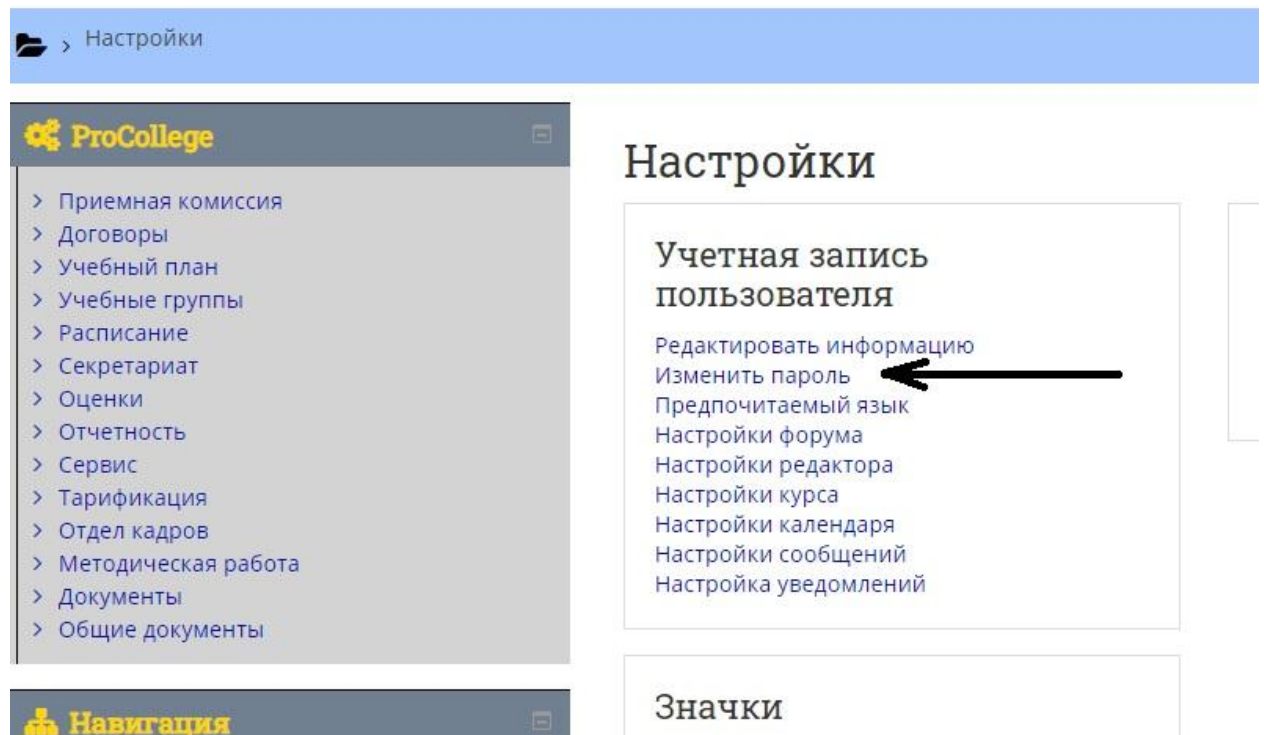 Настройки
ProCollege
Приемная комиссия
Договоры
Учебный план
Учебные группы
Расписание
Секретариат
Оценки
Отчетность
Сервис
Тарификация
Отдел кадров
Методическая работа
Документы
Общие документы
Навигация
Настройки
Учетная запись
пользователя
Редактировать информацию
Изменить пароль
Предпочитаемый язык
Настройки форума
Настройки редактора
Настройки курса
Настройки календаря
Настройки сообщений
Настройка уведомлений
Значки